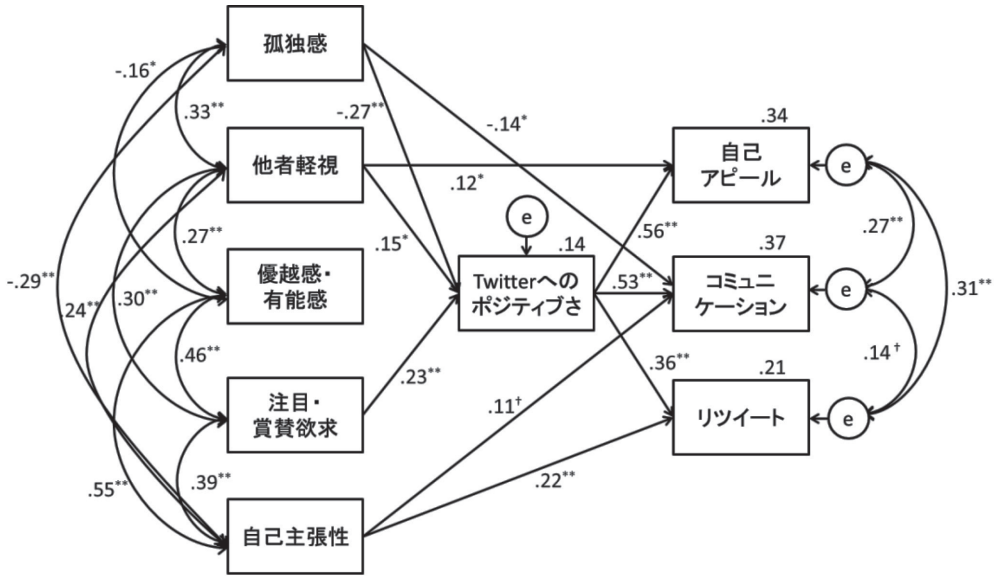 孤独感
-.16*
.33**
-.27**
-.14*
.34
他者軽視
自己
アピール
e
.12*
e
.27**
.15*
.14
.56**
.27**
.37
優越感・
有能感
Twitterへの
ポジティブさ
.53**
コミュニ
ケーション
e
-.29**
.24**
.30**
.31**
.46**
.23**
.36**
.14†
.21
注目・
賞賛欲求
.11†
リツイート
e
.55**
.39**
.22**
自己主張性